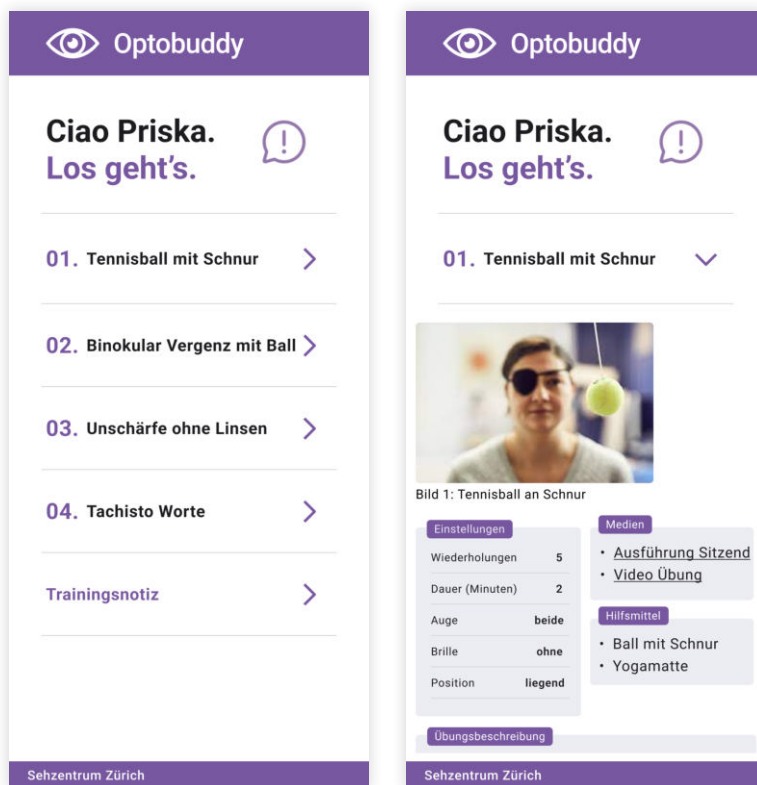 Optobuddy
Ciao Priska.
Los geht's.
01. Tennisball mit Schnur
02. Binokular Vergenz mit Ball
03. Unschärfe ohne Linsen
04. Tachisto Worte
Trainingsnotiz
Sehzentrum Zürich
Optobuddy
Ciao Priska.
Los geht's.
01. Tennisball mit Schnur
Bild 1: Tennisball an Schnur
Einstellungen
Wiederholungen 5
Dauer (Minuten) 2
Auge beide
Brille ohne
Position liegend
Medien
• Ausführung Sitzend
• Video Übung
Hilfsmittel
• Ball mit Schnur
• Yogamatte
Übungsbeschreibung
Sehzentrum Zürich